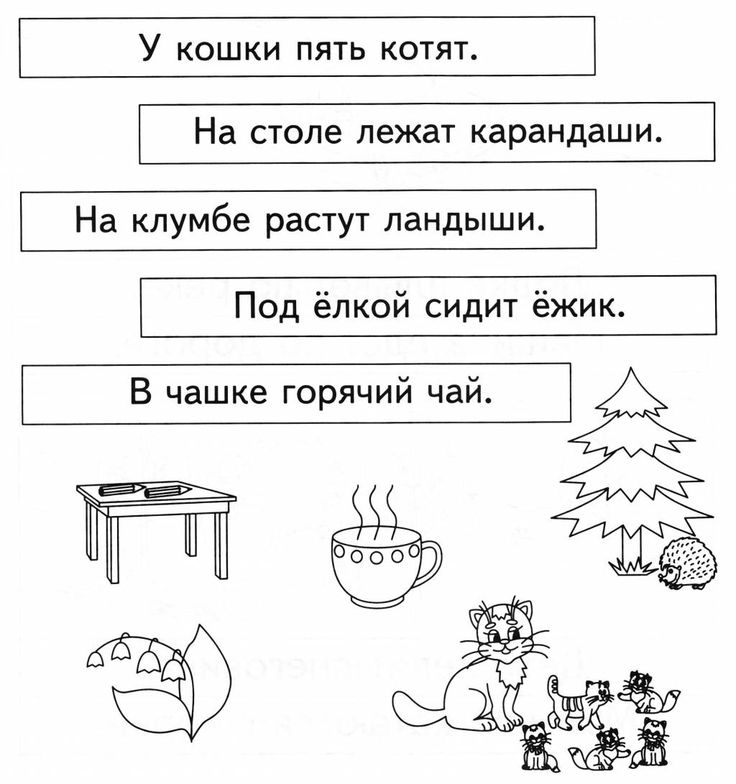 У кошки пять котят.
На столе лежат карандаши.
На клумбе растут ландыши.
Под ёлкой сидит ёжик.
В чашке горячий чай.